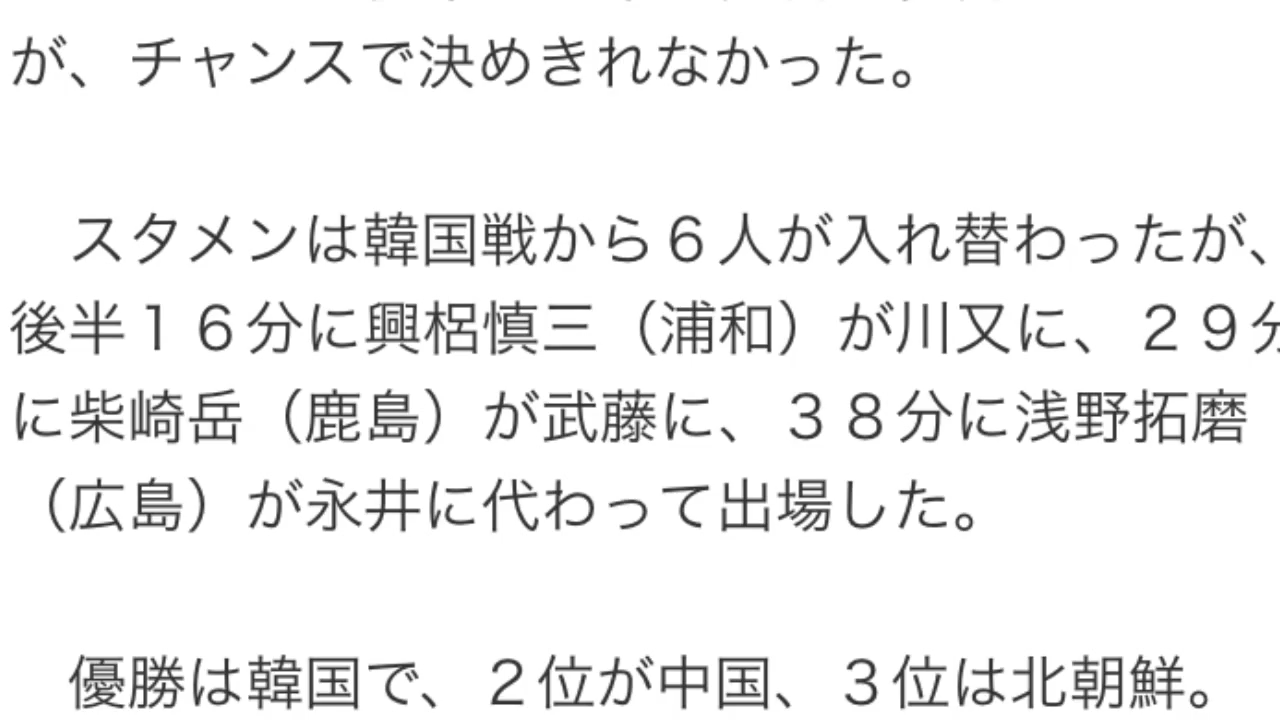 が、チャンスで決めきれなかった。
　スタメンは韓国戦から６人が入れ替わったが、
後半１６分に興梠慎三（浦和）が川又に、２９分
に柴崎岳（鹿島）が武藤に、３８分に浅野拓磨
（広島）が永井に代わって出場した。
　優勝は韓国で、２位が中国、３位は北朝鮮。